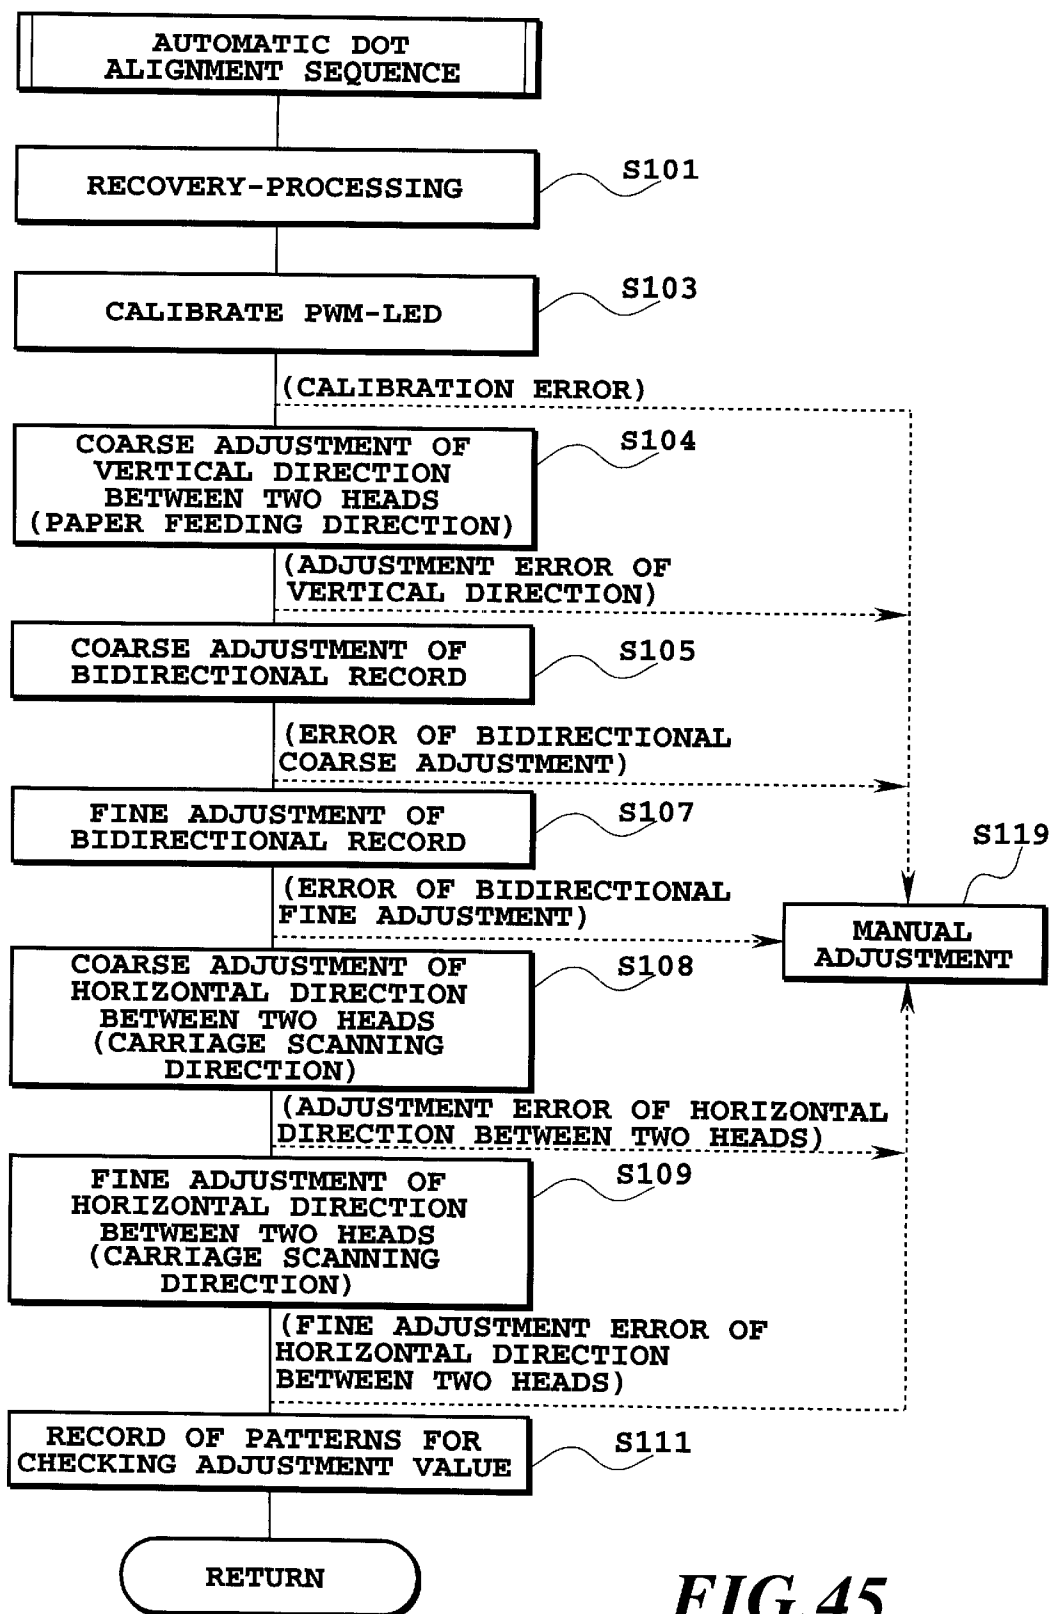 AUTOMATIC DOT
ALIGNMENT SEQUENCE
RECOVERY-PROCESSING
S101
CALIBRATE PWM-LED
S103
(CALIBRATION ERROR)
COARSE ADJUSTMENT OF
VERTICAL DIRECTION
BETWEEN TWO HEADS
(PAPER FEEDING DIRECTION)
S104
(ADJUSTMENT ERROR OF
VERTICAL DIRECTION)
COARSE ADJUSTMENT OF
BIDIRECTIONAL RECORD
S105
(ERROR OF BIDIRECTIONAL
COARSE ADJUSTMENT)
FINE ADJUSTMENT OF
BIDIRECTIONAL RECORD
S107
(ERROR OF BIDIRECTIONAL
FINE ADJUSTMENT)
S119
MANUAL
ADJUSTMENT
COARSE ADJUSTMENT OF
HORIZONTAL DIRECTION
BETWEEN TWO HEADS
(CARRIAGE SCANNING
DIRECTION)
S108
(ADJUSTMENT ERROR OF HORIZONTAL
DIRECTION BETWEEN TWO HEADS)
FINE ADJUSTMENT OF
HORIZONTAL DIRECTION
BETWEEN TWO HEADS
(CARRIAGE SCANNING
DIRECTION)
S109
(FINE ADJUSTMENT ERROR OF
HORIZONTAL DIRECTION
BETWEEN TWO HEADS)
RECORD OF PATTERNS FOR
CHECKING ADJUSTMENT VALUE
S111
RETURN
FIG.45